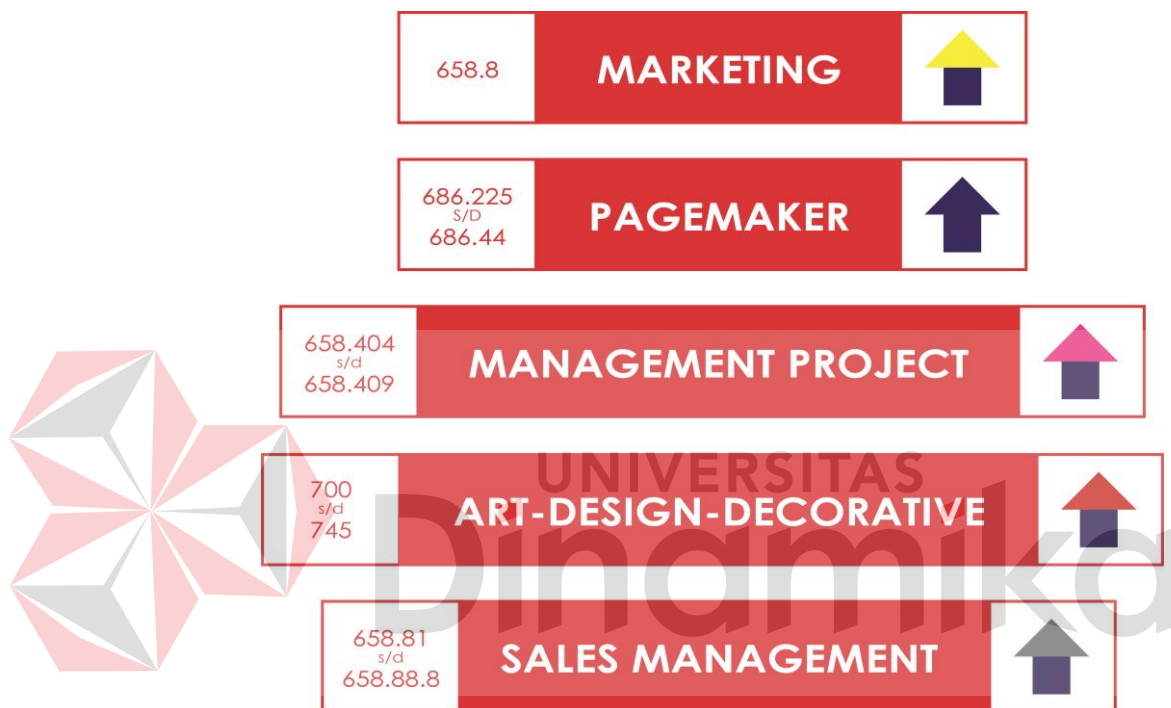 658.8
MARKETING
686.225
S/D
686.44
PAGEMAKER
658.404
s/d
658.409
MANAGEMENT PROJECT
700
s/d
745
ART-DESIGN-DECORATIVE
UNIVERSITAS
Dinamika
658.81
s/d
658.88.8
SALES MANAGEMENT